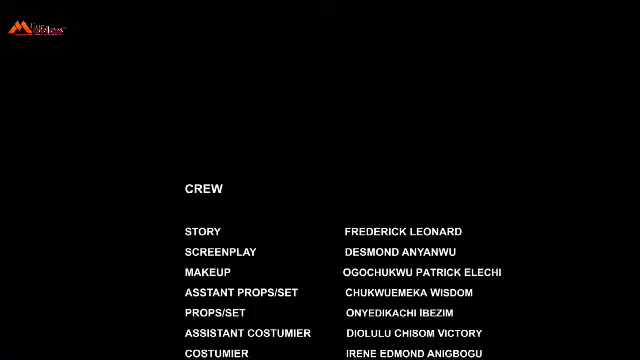 CREW
STORY FREDERICK LEONARD
SCREENPLAY DESMOND ANYANWU
MAKEUP OGOCHUKWU PATRICK ELECHI
ASSTANT PROPS/SET CHUKWUEMEKA WISDOM
PROPS/SET ONYEDIKACHI IBEZIM
ASSISTANT COSTUMIER DIOLULU CHISOM VICTORY
COSTUMIER IRENE EDMOND ANIGBOGU